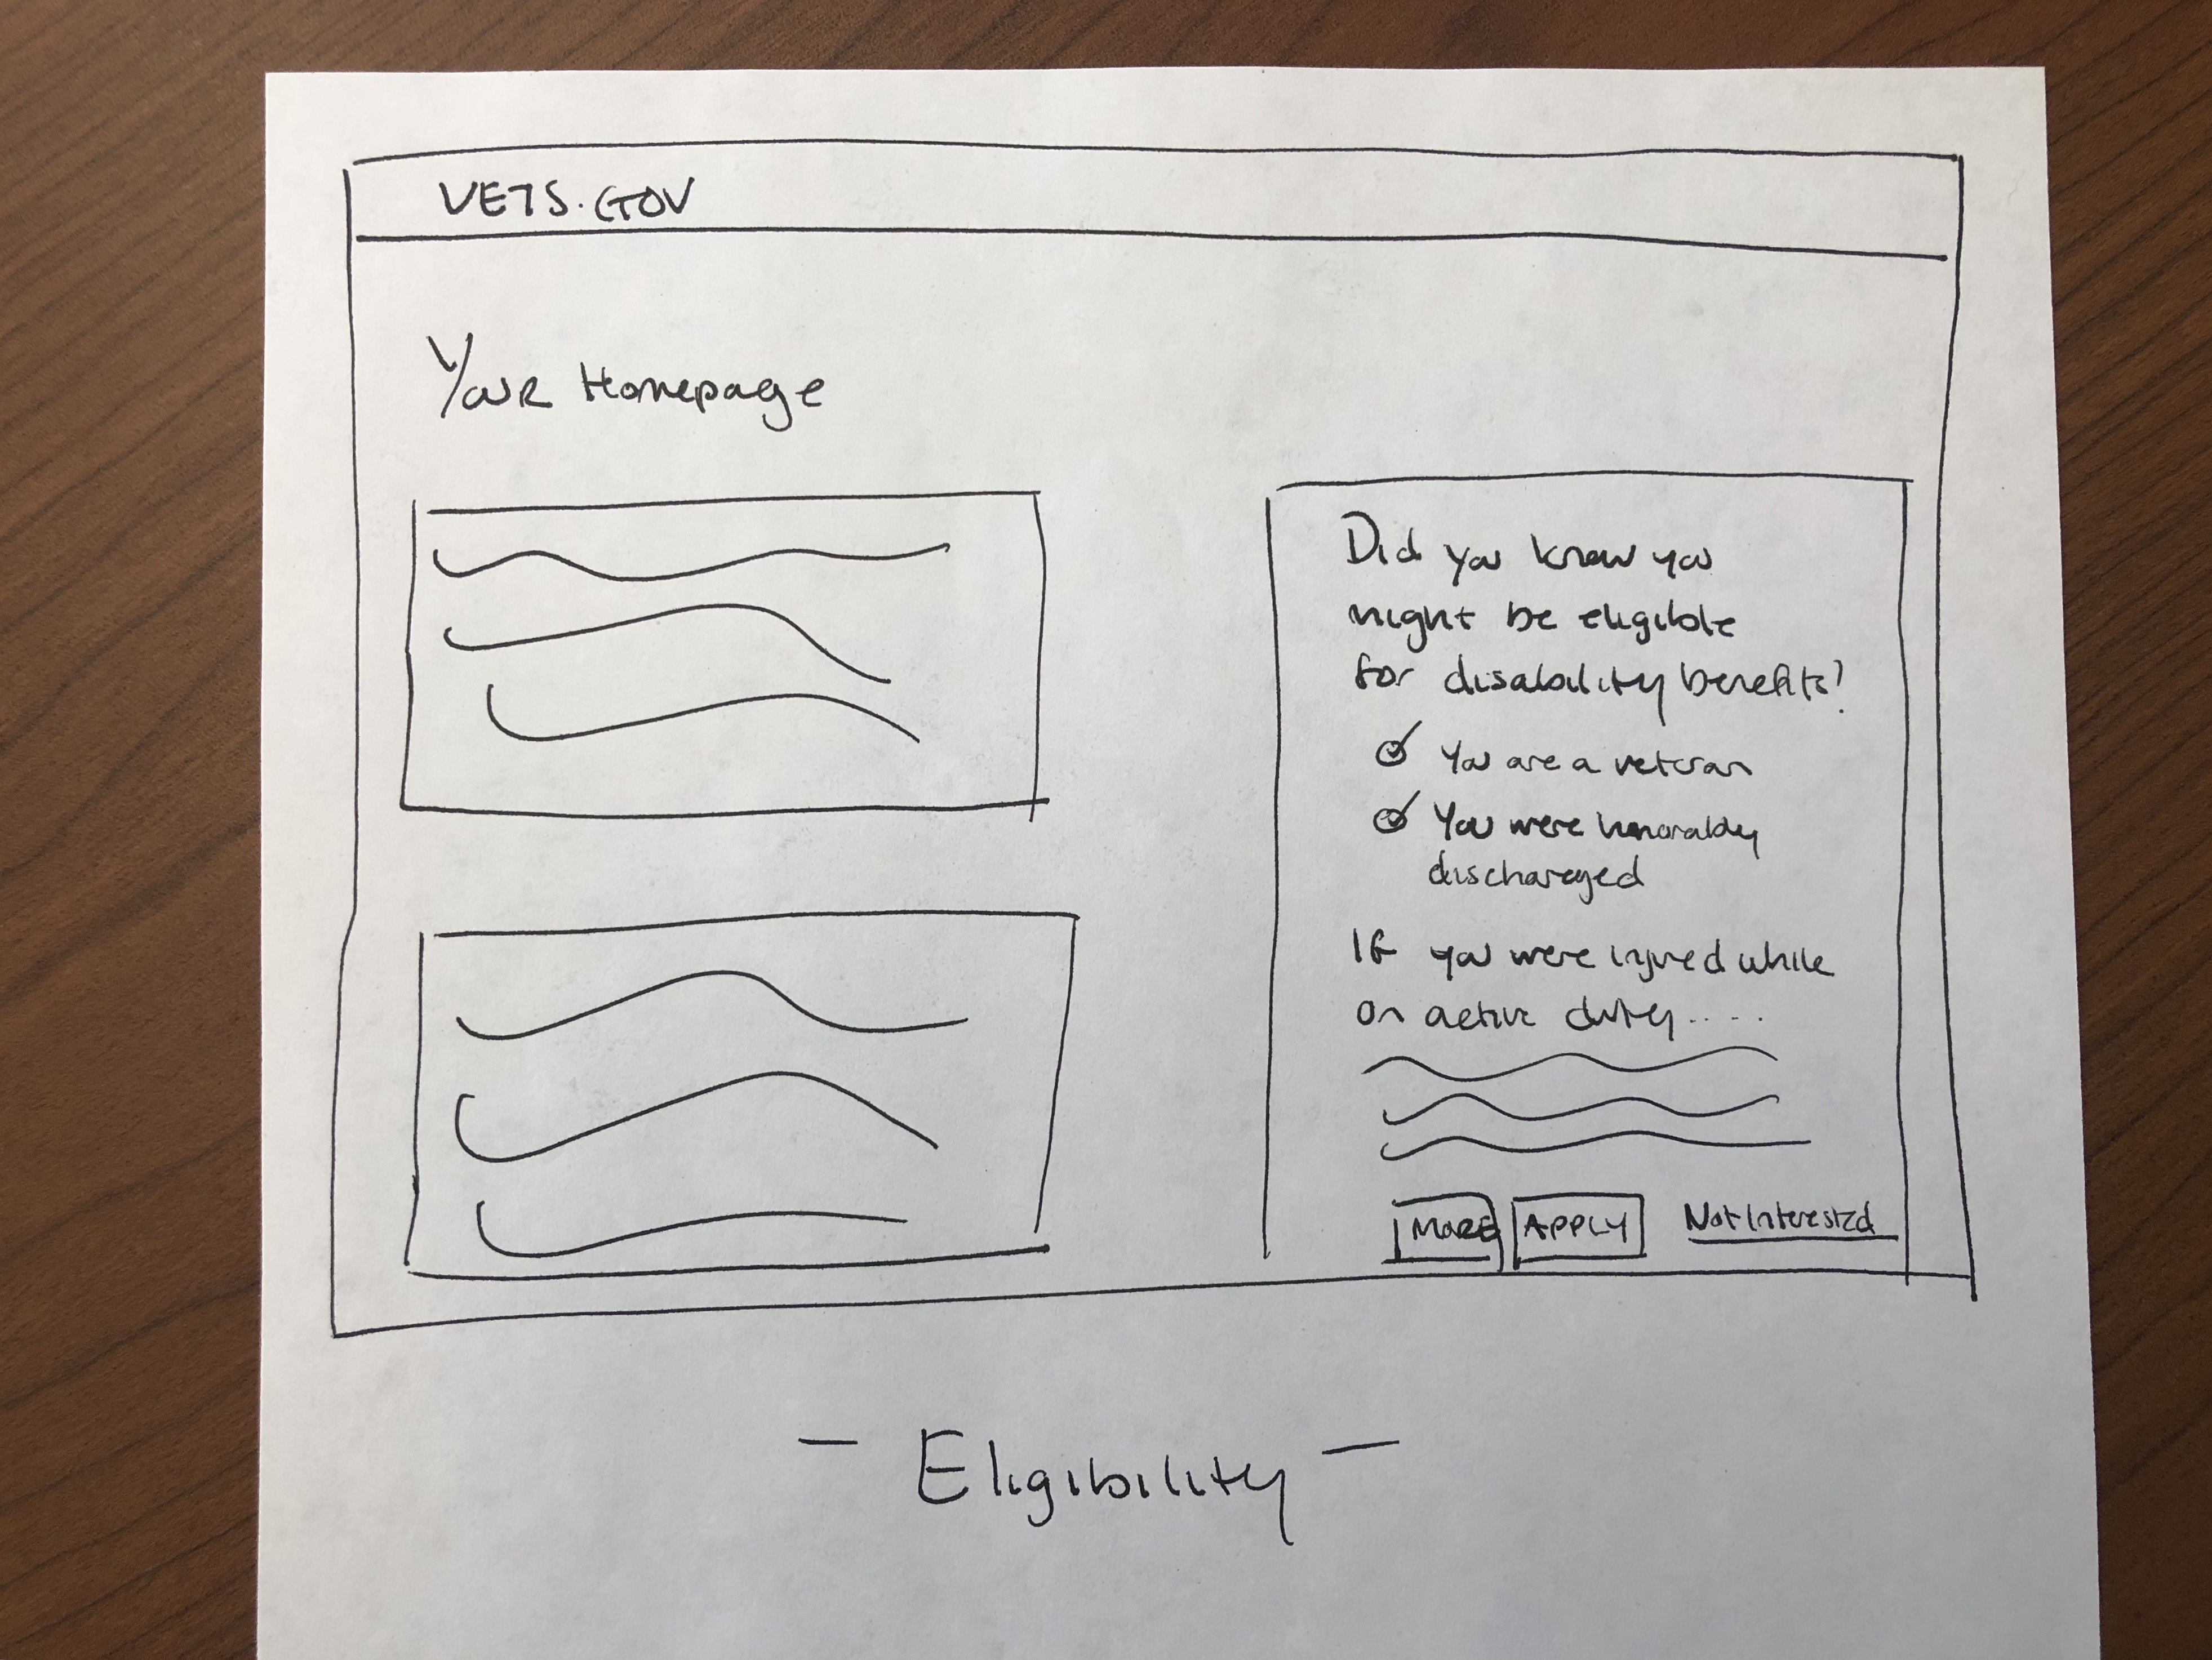 VETS.GOV
Your Homepage
Did you know you
might be eligible
for disability benefits?
You are a veteran
You were honorably
discharged
If you were injured while
on active duty....
MORE APPLY Not Interested
- Eligibility -